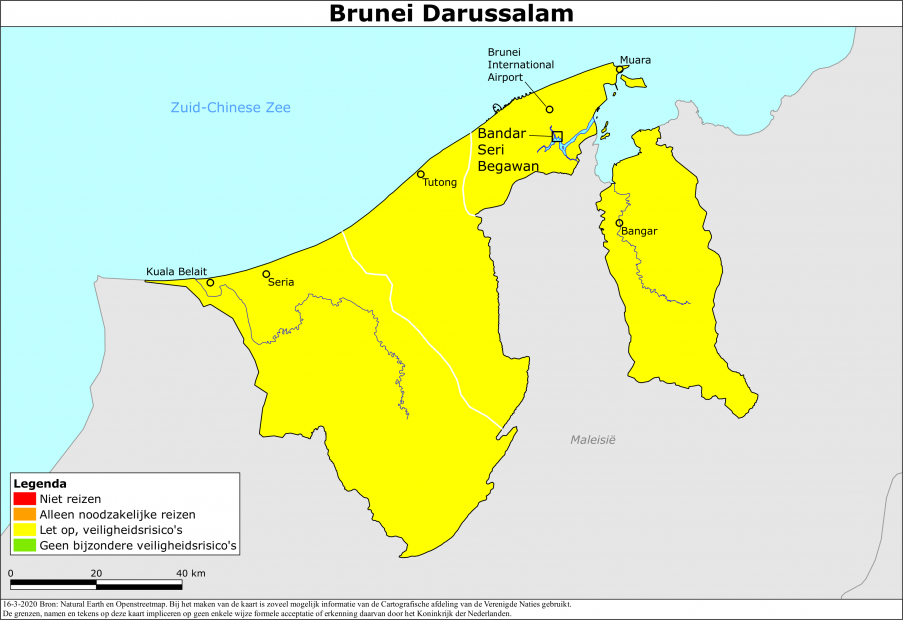 Brunei Darussalam
Brunei
International
Airport
Muara
Zuid-Chinese Zee
Bandar
Seri
Begawan
Tutong
Bangar
Kuala Belait
Seria
Maleisië
Legenda
Niet reizen
Alleen noodzakelijke reizen
Let op, veiligheidsrisico's
Geen bijzondere veiligheidsrisico's
0 20 40 km
16-3-2020 Bron: Natural Earth en Openstreetmap. Bij het maken van de kaart is zoveel mogelijk informatie van de Cartografische afdeling van de Verenigde Naties gebruikt.
De grenzen, namen en tekens op deze kaart impliceren op geen enkele wijze formele acceptatie of erkenning daarvan door het Koninkrijk der Nederlanden.